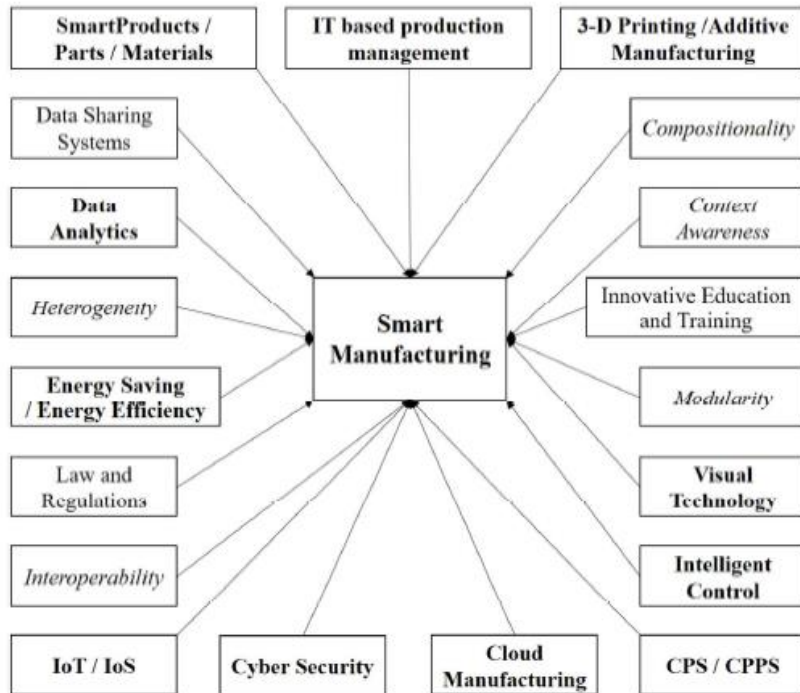 SmartProducts /
Parts / Materials
IT based production
management
3-D Printing /Additive
Manufacturing
Data Sharing
Systems
Compositionality
Data
Analytics
Context
Awareness
Heterogeneity
Smart
Manufacturing
Innovative Education
and Training
Energy Saving
/ Energy Efficiency
Modularity
Law and
Regulations
Visual
Technology
Interoperability
Intelligent
Control
IoT / IoS
Cyber Security
Cloud
Manufacturing
CPS / CPPS